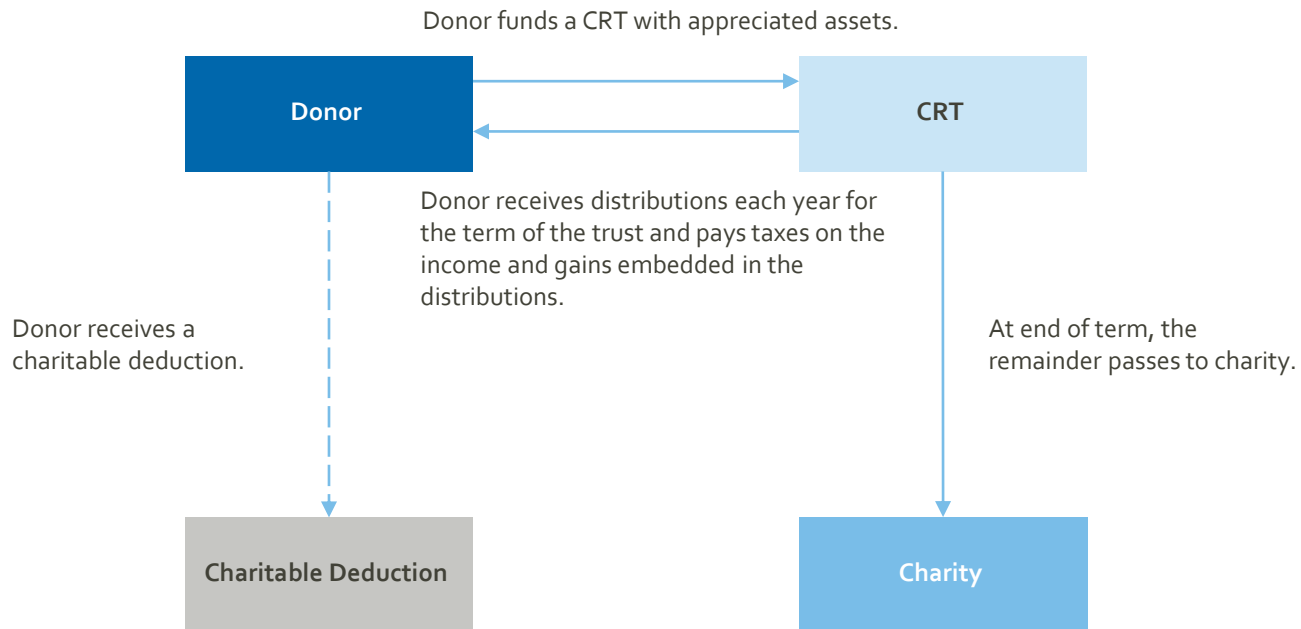 Donor funds a CRT with appreciated assets.
Donor
CRT
Donor receives distributions each year for
the term of the trust and pays taxes on the
income and gains embedded in the
distributions.
Donor receives a
charitable deduction.
At end of term, the
remainder passes to charity.
Charitable Deduction
Charity